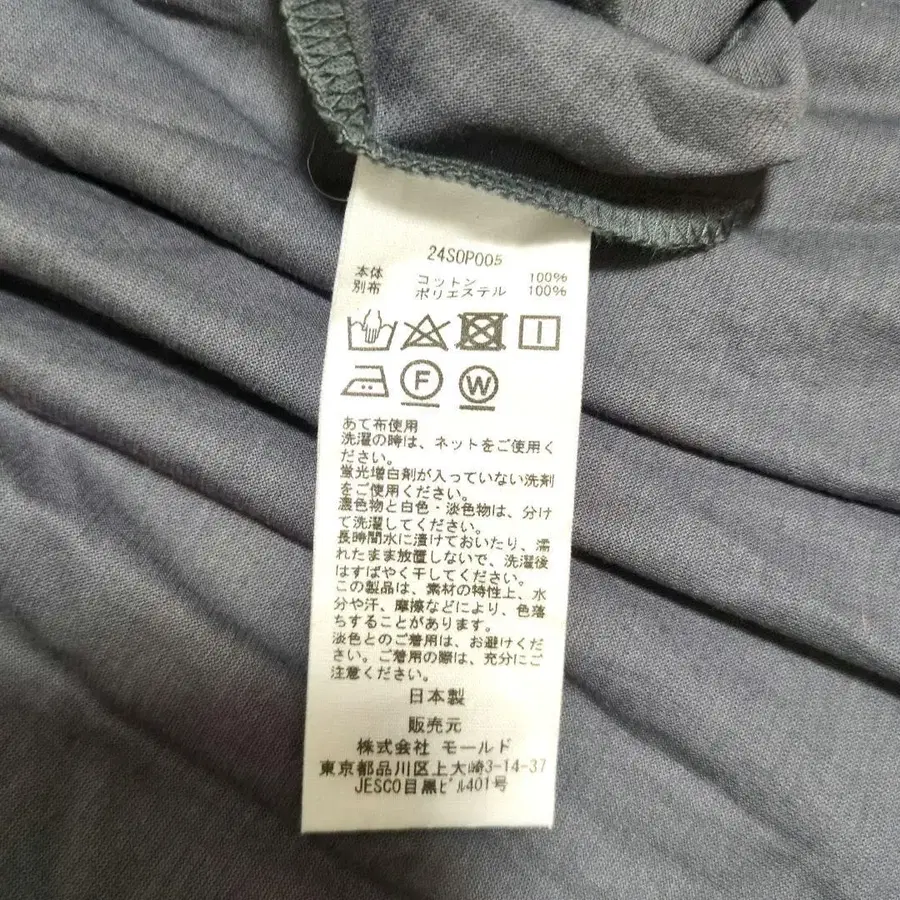 24SOP005
本体 コットン 100%
別布 ポリエステル 100%
F W
あて布使用
洗濯の時は、ネットをご使用く
ださい。
蛍光増白剤が入っていない洗剤
をご使用ください。
濃色物と白色・淡色物は、分け
て洗濯してください。
長時間水に漬けておいたり、濡
れたまま放置しないで、洗濯後
はすばやく干してください。
この製品は、素材の特性上、水
分や汗、摩擦などにより、色落
ちすることがあります。
淡色とのご着用は、お避けくだ
さい。ご着用の際は、充分にご
注意ください。
日本製
販売元
株式会社 モールド
東京都品川区上大崎3-14-37
JESCO目黒ビル401号